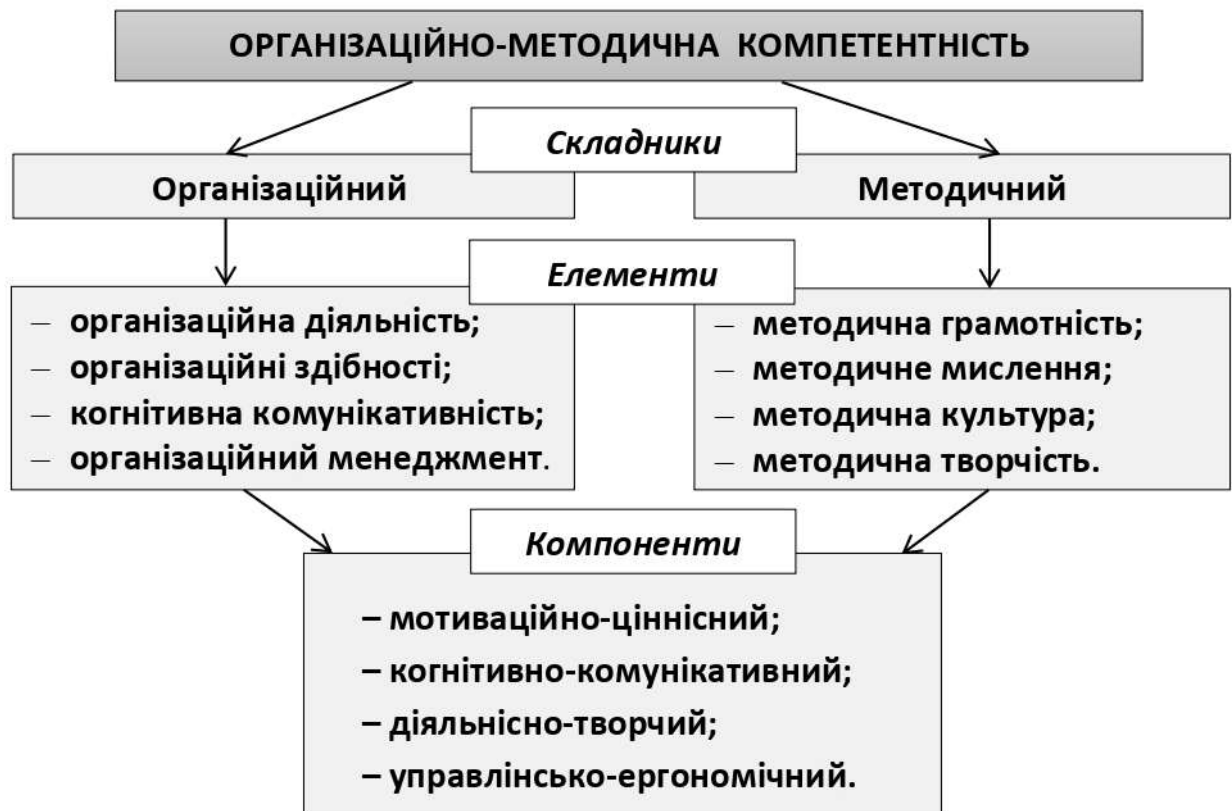 ОРГАНІЗАЦІЙНО-МЕТОДИЧНА КОМПЕТЕНТНІСТЬ
Складники
Організаційний
Методичний
Елементи
– організаційна діяльність;
– організаційні здібності;
– когнітивна комунікативність;
– організаційний менеджмент.
– методична грамотність;
– методичне мислення;
– методична культура;
– методична творчість.
Компоненти
– мотиваційно-ціннісний;
– когнітивно-комунікативний;
– діяльнісно-творчий;
– управлінсько-ергономічний.